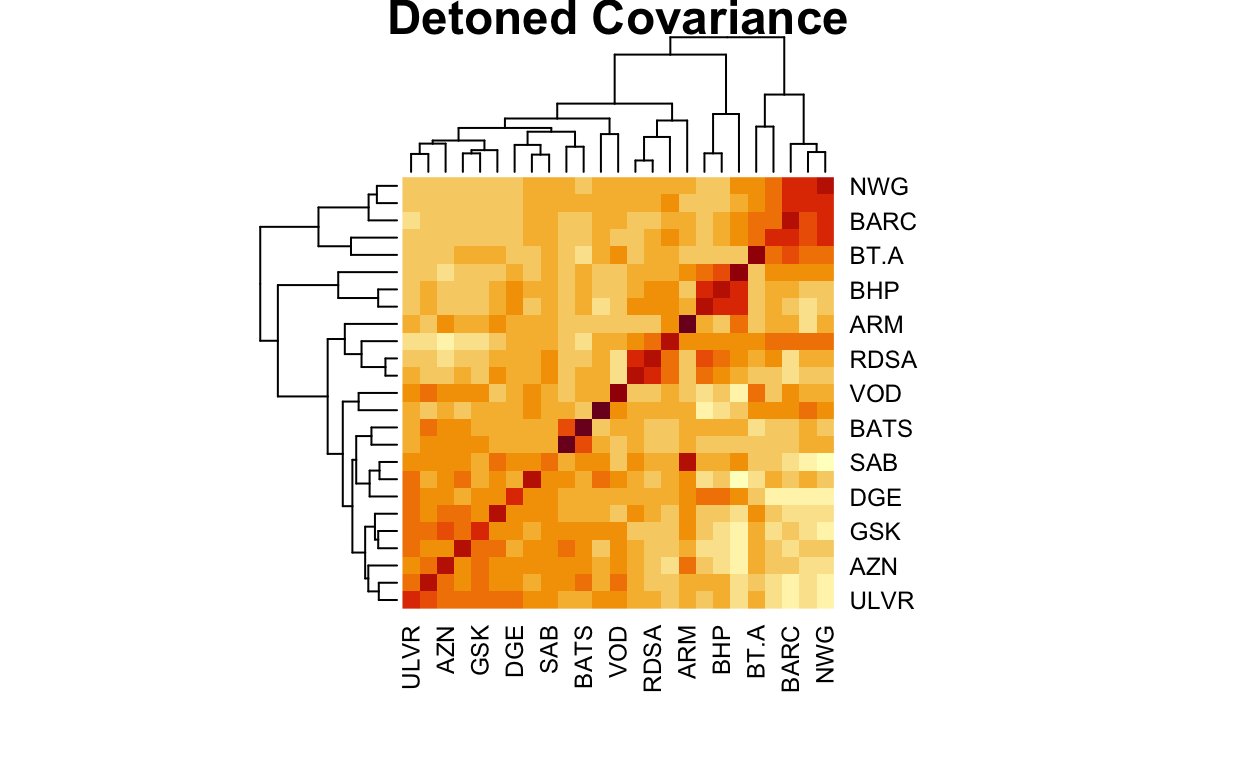 Detoned Covariance
NWG
BARC
BT.A
BHP
ARM
RDSA
VOD
BATS
SAB
DGE
GSK
AZN
ULVR
ULVR
AZN
GSK
DGE
SAB
BATS
VOD
RDSA
ARM
BHP
BT.A
BARC
NWG